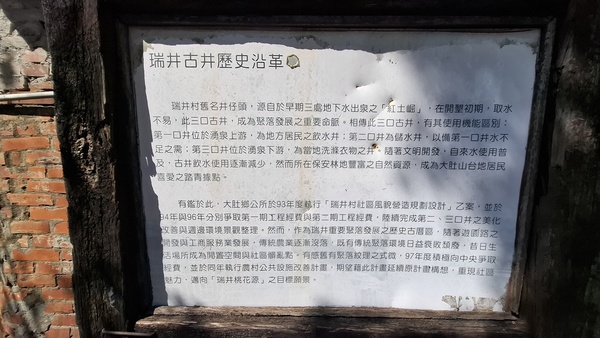 瑞井古井歷史沿革
瑞井村舊名井仔頭，源自於早期三處地下水出泉之「紅土崛」，在開墾初期，取水
不易，此三口古井，成為聚落發展之重要命脈。相傳此三口古井，有其使用機能區別；
第一口井位於湧泉上游，為地方居民之飲水井；第二口井為儲水井，以備第一口井水不
足之需；第三口井位於湧泉下游，為當地洗滌衣物之井。隨著文明開發，自來水使用普
及，古井飲水使用逐漸減少，然而所在保安林地豐富之自然資源，成為大肚山台地居民
喜愛之踏青據點。
有鑑於此，大肚鄉公所於93年度執行「瑞井村社區風貌營造規劃設計」乙案，並於
94年與96年分別爭取第一期工程經費與第二期工程經費，陸續完成第二、三口井之美化
改善與週邊環境景觀整理。然而，作為瑞井重要聚落發展之歷史古厝區，隨著遊園路之
開發與工商服務業發展，傳統農業逐漸沒落，既有傳統聚落環境日益衰敗頹廢，昔日生
活場所成為閒置空間與社區髒亂點。有感舊有聚落紋理之式微，97年度積極向中央爭取
經費，並於同年執行農村公共設施改善計畫，期望藉此計畫延續原計畫構想，重現社區
魅力，邁向「瑞井桃花源」之目標願景。